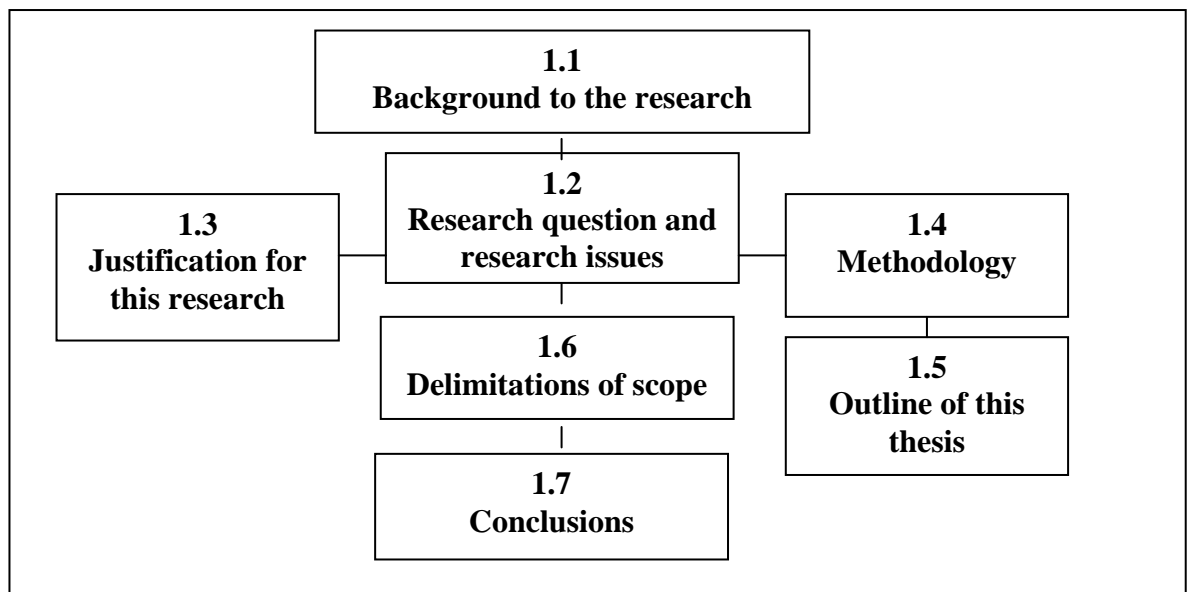 1.1
Background to the research
1.2
Research question and
research issues
1.3
Justification for
this research
1.4
Methodology
1.6
Delimitations of scope
1.5
Outline of this
thesis
1.7
Conclusions